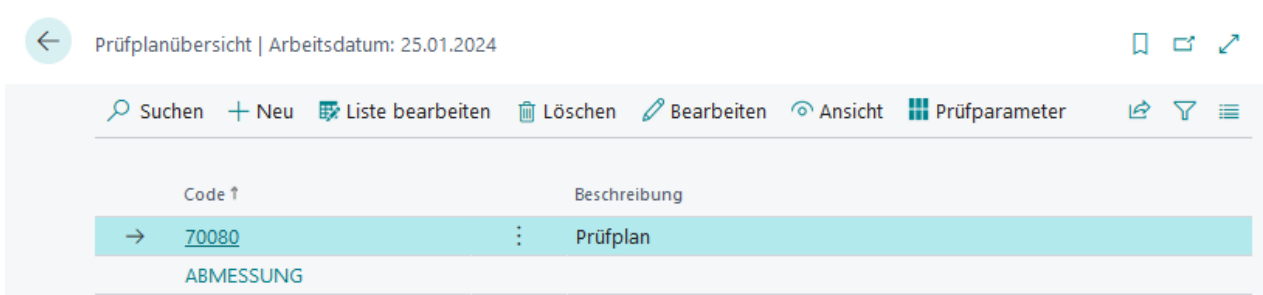 Prüfplanübersicht | Arbeitsdatum: 25.01.2024
Suchen Neu Liste bearbeiten Löschen Bearbeiten Ansicht Prüfparameter
Code ↑ Beschreibung
70080 Prüfplan
ABMESSUNG